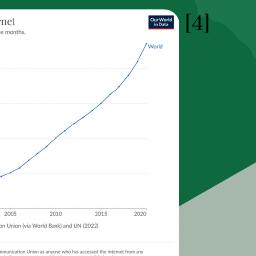 rnet
e months.
Our World
in Data
[4]
World
2005 2010 2015 2020
on Union (via World Bank) and UN (2022)
mmunication Union as anyone who has accessed the internet from any